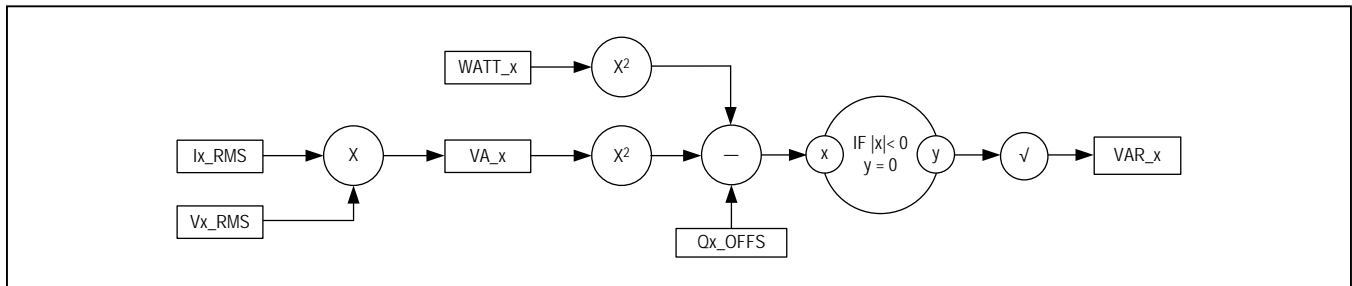 WATT_x
X²
Ix_RMS
X
VA_x
X²
—
x
IF |x|< 0
y = 0
y
√
VAR_x
Vx_RMS
Qx_OFFS